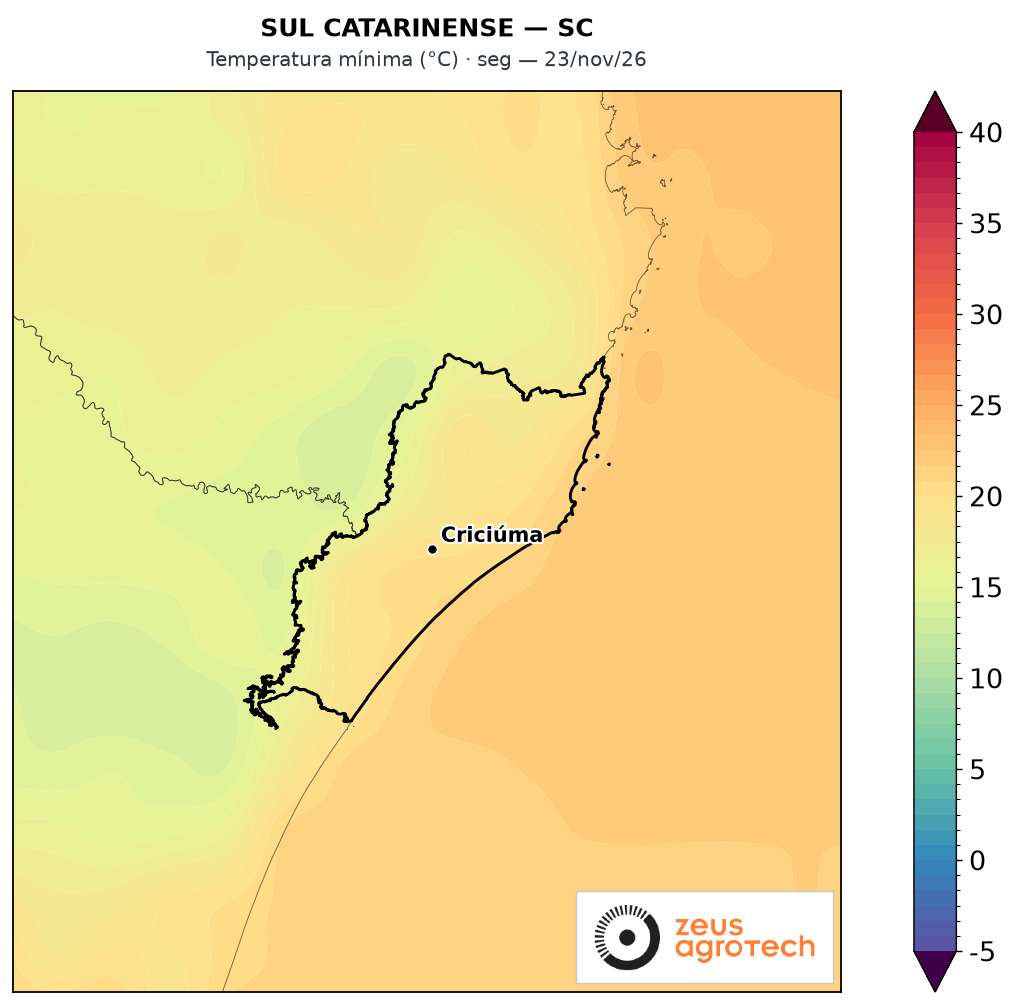 SUL CATARINENSE — SC
Temperatura mínima (°C) · seg — 23/nov/26
40
35
30
25
20
15
10
5
0
-5
Criciúma
zeus
agrotech